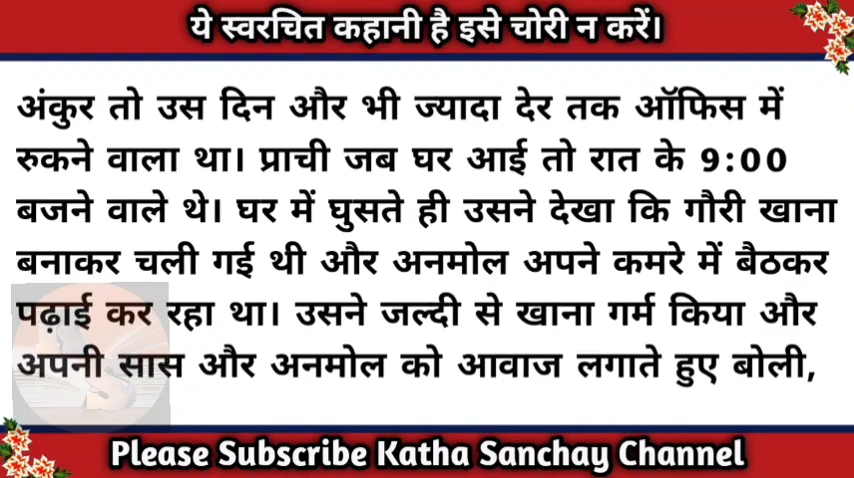 ये स्वरचित कहानी है इसे चोरी न करें।
अंकुर तो उस दिन और भी ज्यादा देर तक ऑफिस में
रुकने वाला था। प्राची जब घर आई तो रात के 9:00
बजने वाले थे। घर में घुसते ही उसने देखा कि गौरी खाना
बनाकर चली गई थी और अनमोल अपने कमरे में बैठकर
पढ़ाई कर रहा था। उसने जल्दी से खाना गर्म किया और
अपनी सास और अनमोल को आवाज लगाते हुए बोली,
Please Subscribe Katha Sanchay Channel